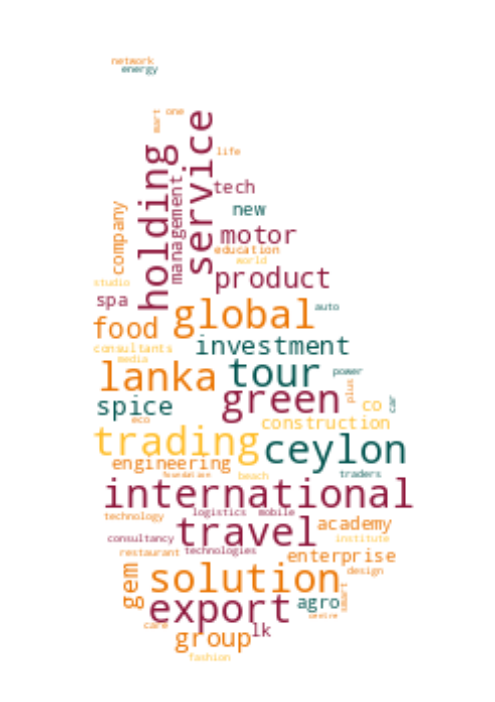 network
energy
mart
one
service
holding
life
management
tech
company
new
motor
education
world
product
studio
spa
global
auto
food
investment
consultants
media
lanka
tour
power
green
plus
spice
co
car
eco
construction
trading
ceylon
engineering
foundation
beach
traders
international
technology
logistics
mobile
travel
academy
consultancy
institute
restaurant
technologies
enterprise
gem
solution
design
smart
export
agro
centre
care
lk
group
fashion